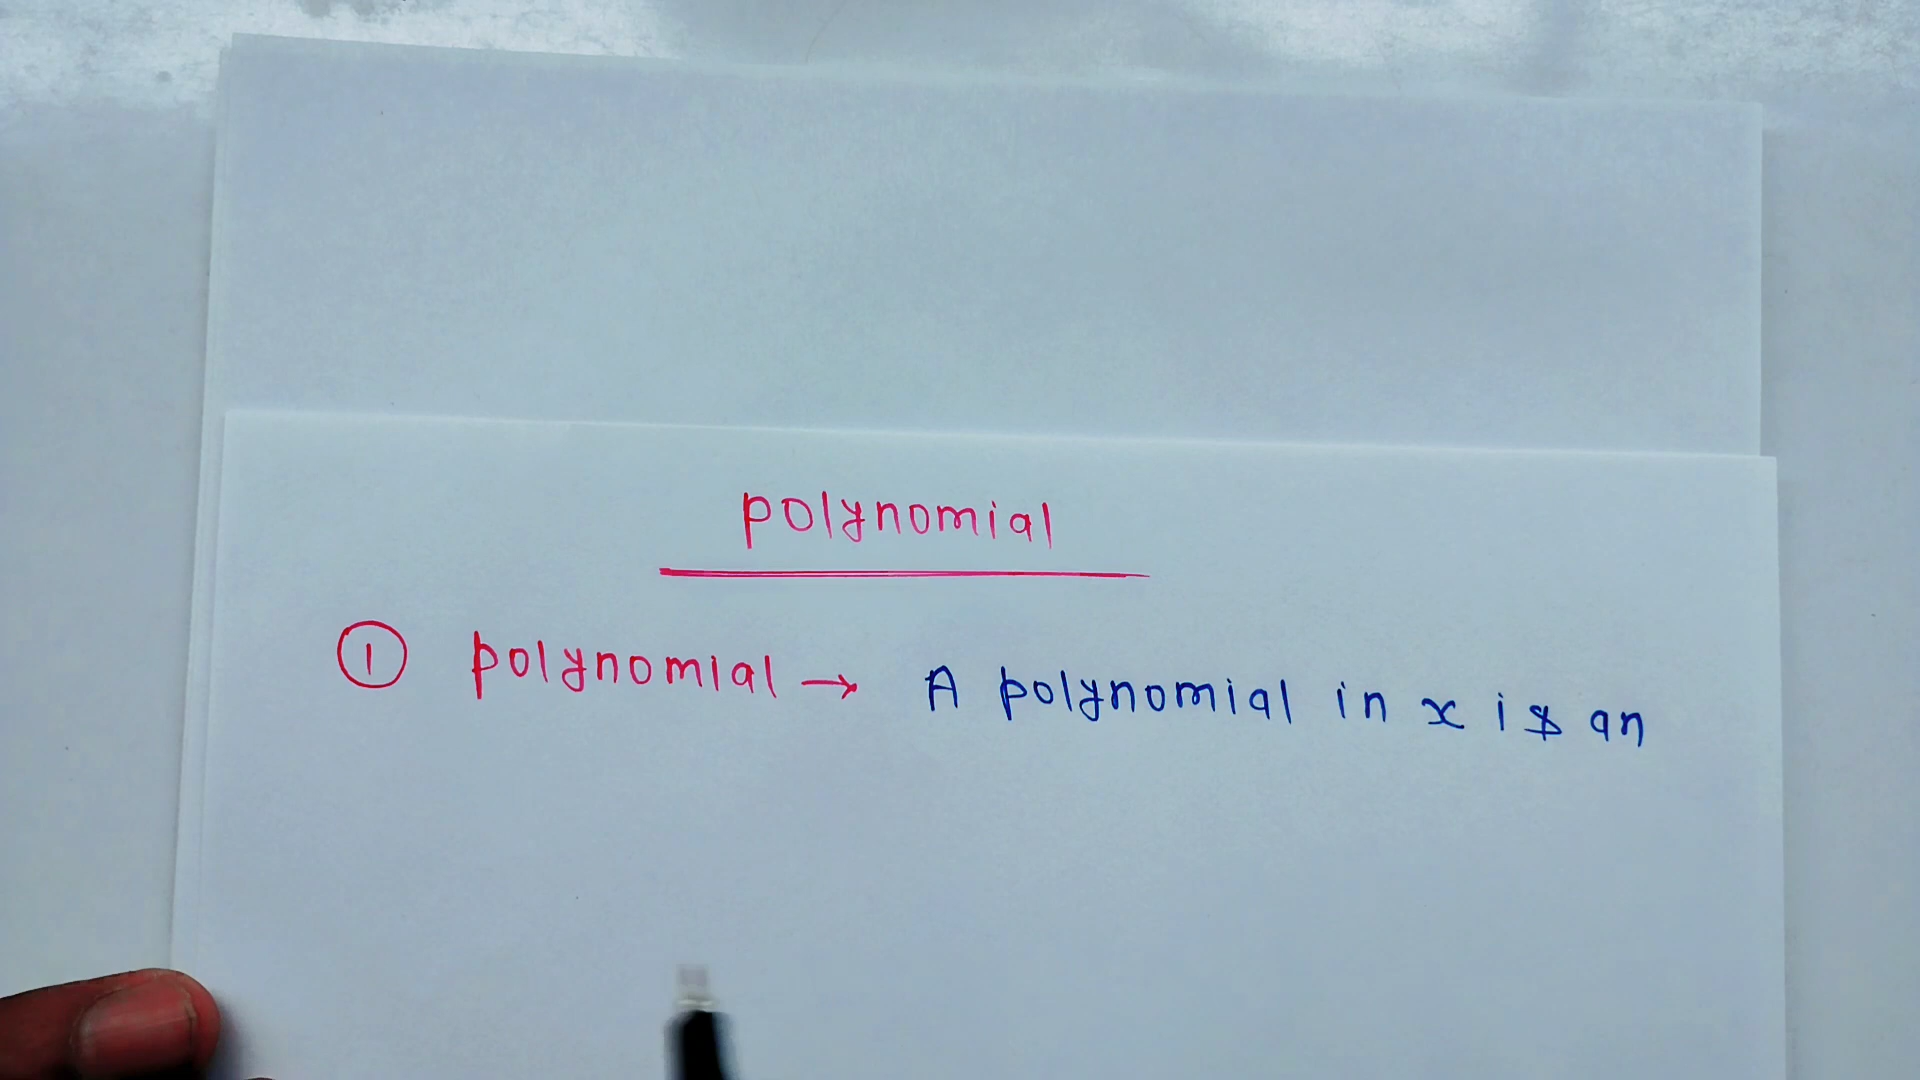 polynomial
① polynomial → A polynomial in x is an